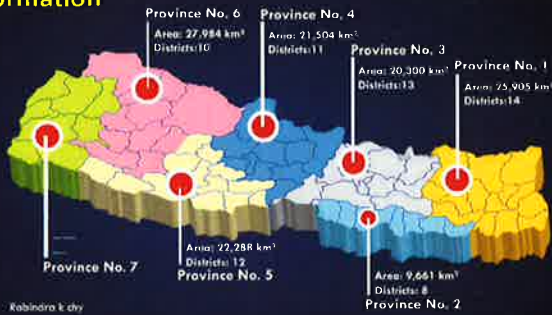 ormation
Province No. 6
Area: 27,984 km²
Districts:10
Province No. 4
Area: 21,504 km²
Districts:11
Province No. 3
Area: 20,300 km²
Districts:13
Province No. 1
Area: 25,905 km²
Districts:14
Province No. 7
Area: 22,288 km²
Districts: 12
Province No. 5
Area: 9,661 km²
Districts: 8
Province No. 2
Rabindra k chy